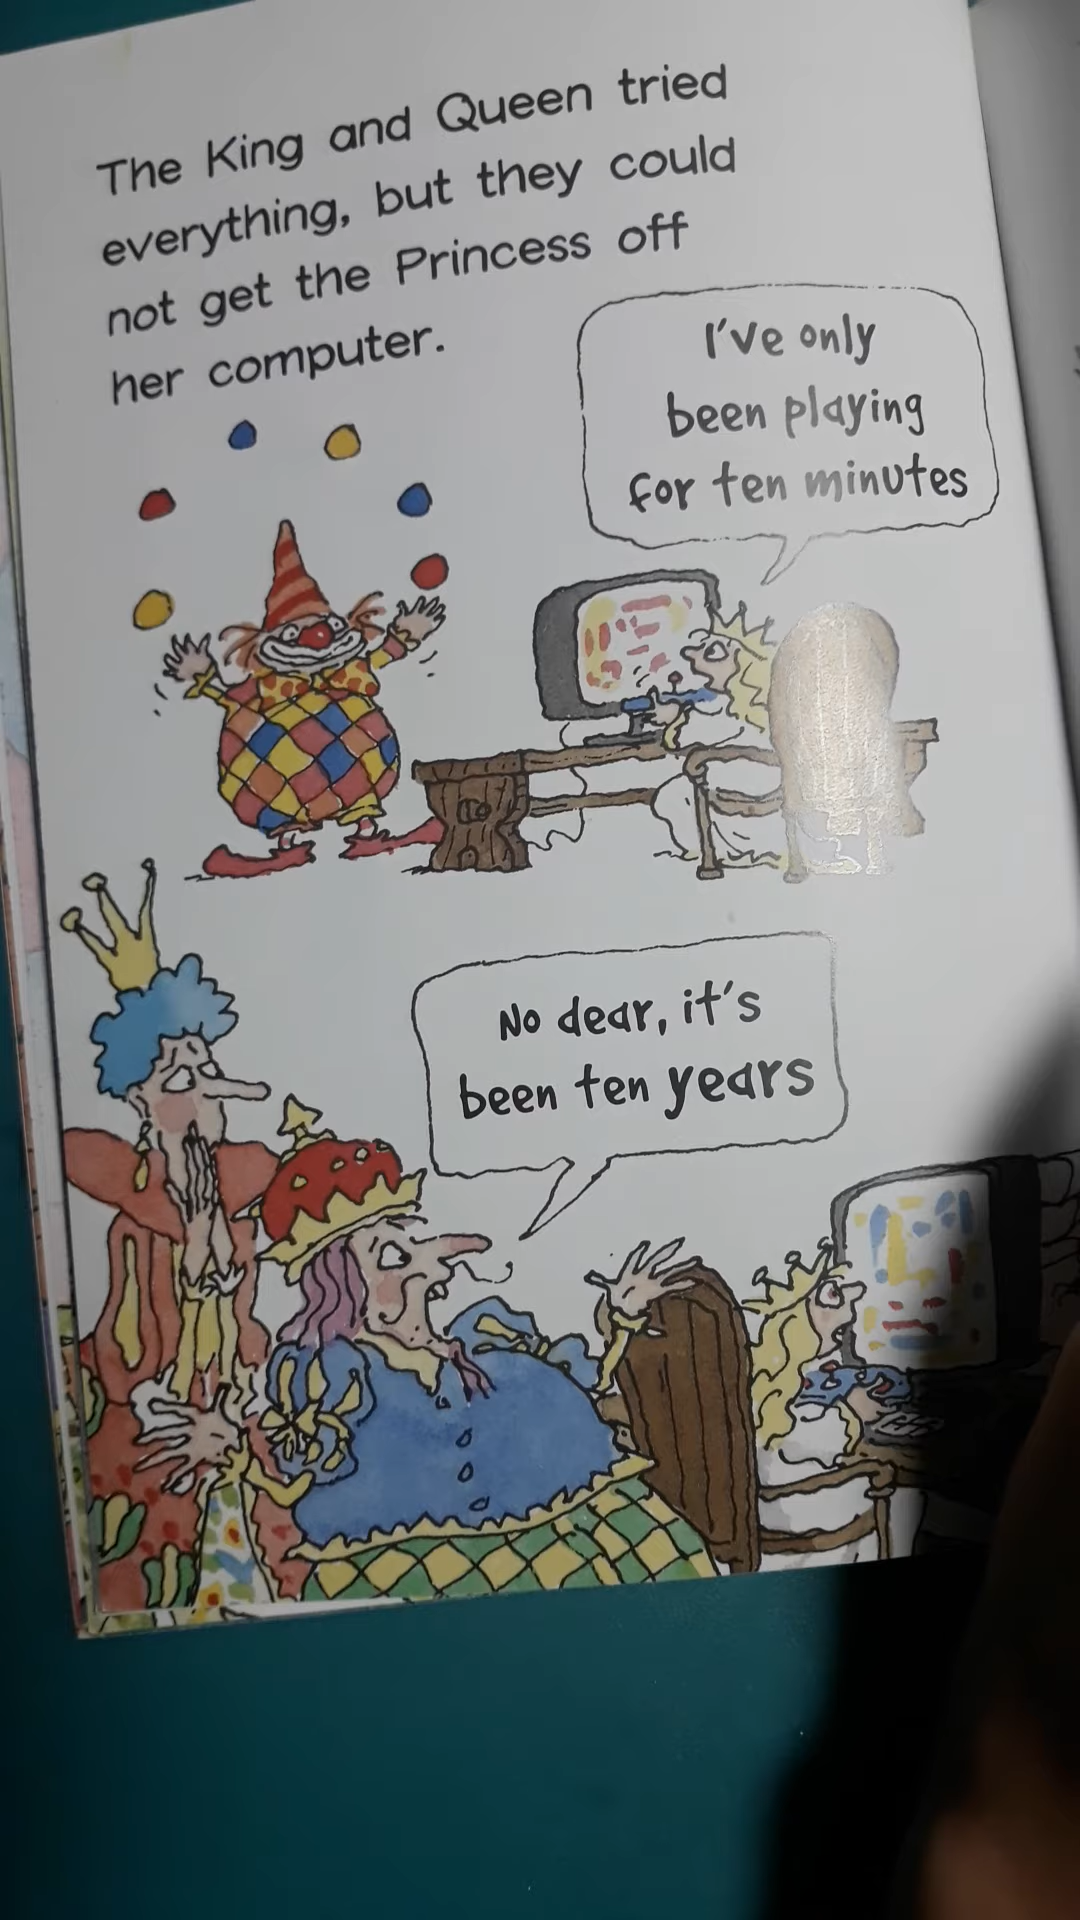 The King and Queen tried
everything, but they could
not get the Princess off
her computer.
I've only
been playing
for ten minutes
No dear, it's
been ten years